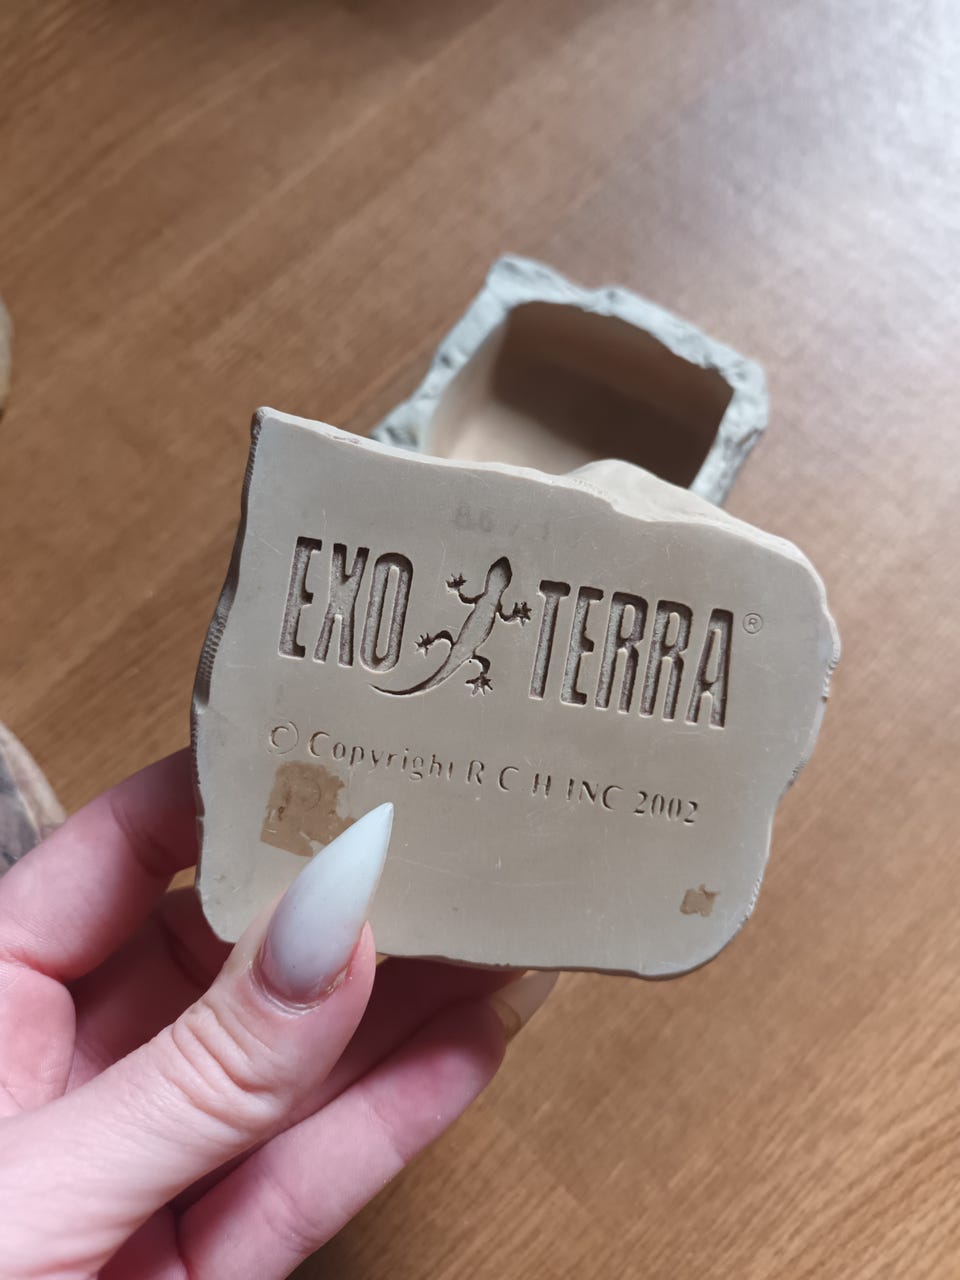 EXO TERRA®
© Copyright R C H INC 2002